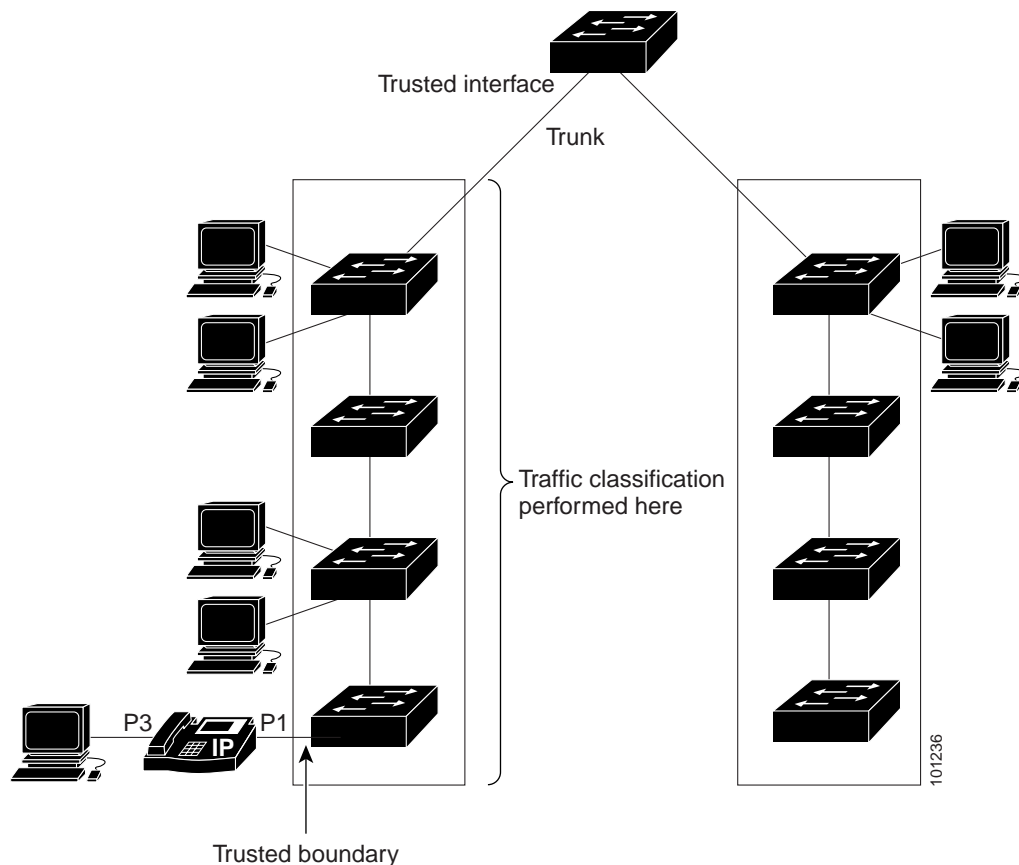 Trusted interface
Trunk
Traffic classification
performed here
P3
IP
P1
101236
Trusted boundary